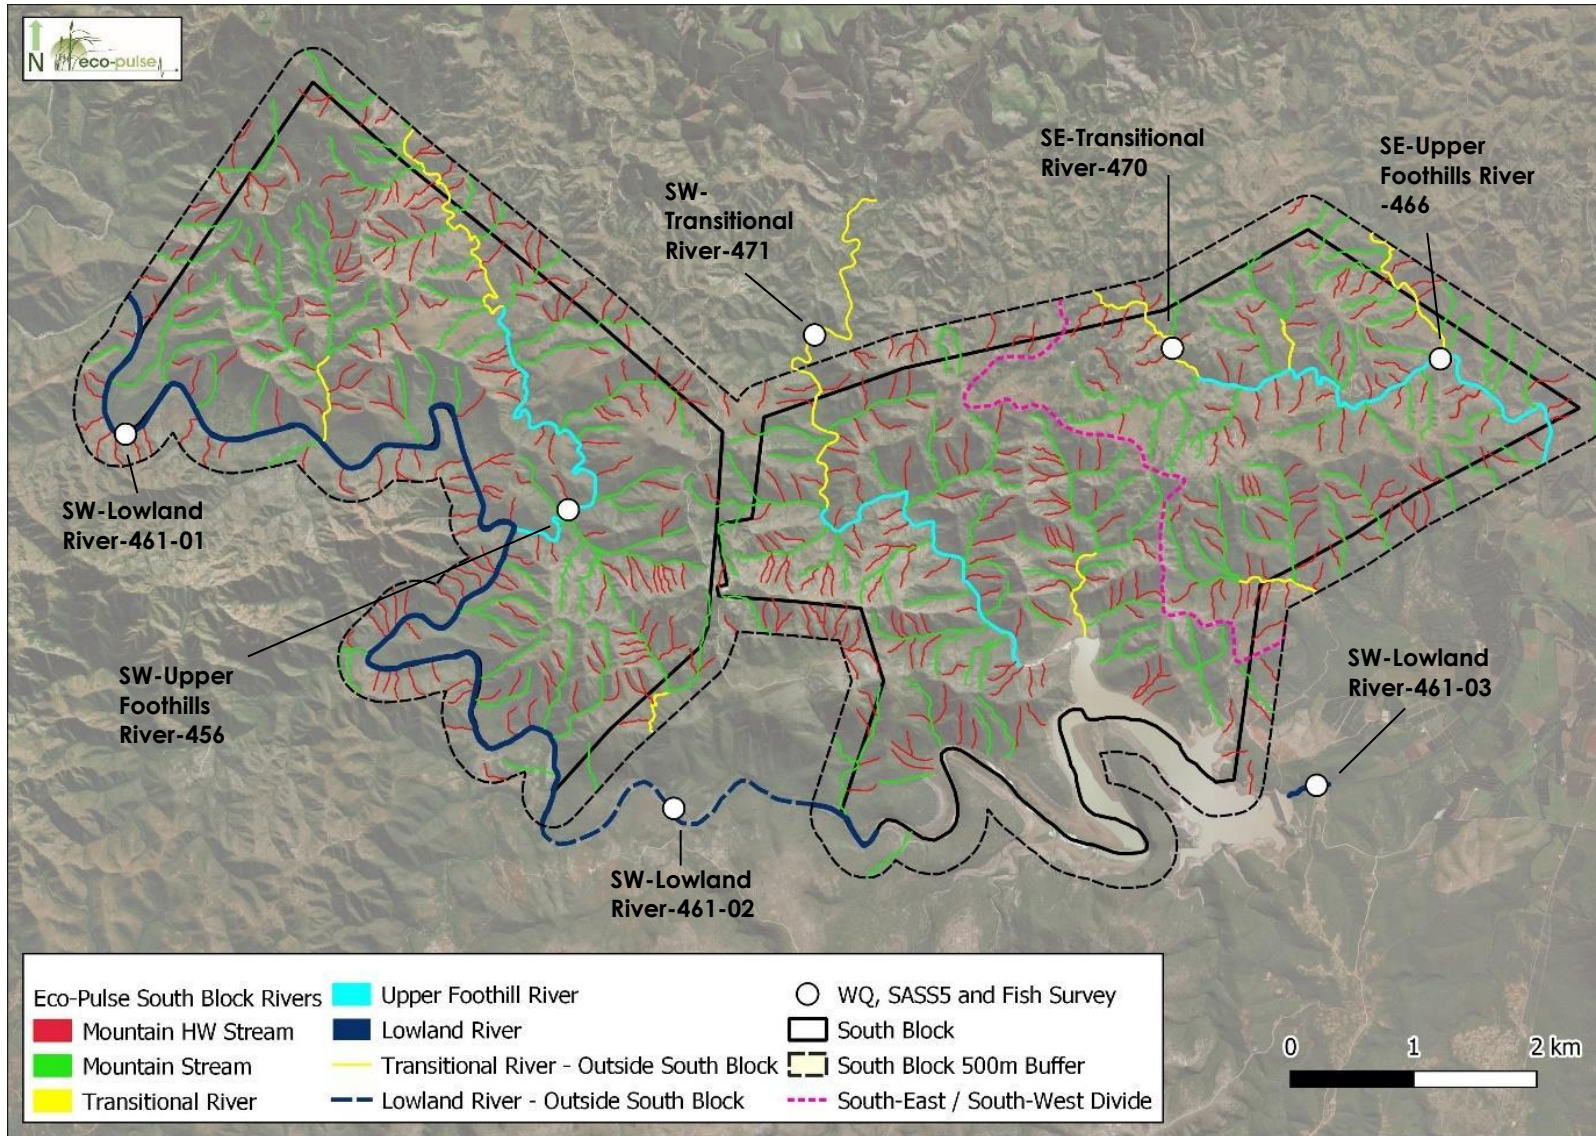 N
eco-pulse
SE-Transitional
River-470
SE-Upper
Foothills River
-466
SW-
Transitional
River-471
SW-Lowland
River-461-01
SW-Upper
Foothills
River-456
SW-Lowland
River-461-03
SW-Lowland
River-461-02
Eco-Pulse South Block Rivers
Mountain HW Stream
Mountain Stream
Transitional River
Upper Foothill River
Lowland River
Transitional River - Outside South Block
Lowland River - Outside South Block
WQ, SASS5 and Fish Survey
South Block
South Block 500m Buffer
South-East / South-West Divide
0 1 2 km